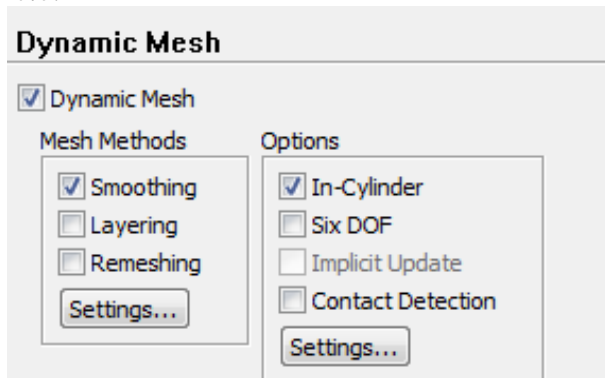 Dynamic Mesh
Dynamic Mesh
Mesh Methods
Options
Smoothing
In-Cylinder
Layering
Six DOF
Remeshing
Implicit Update
Settings...
Contact Detection
Settings...